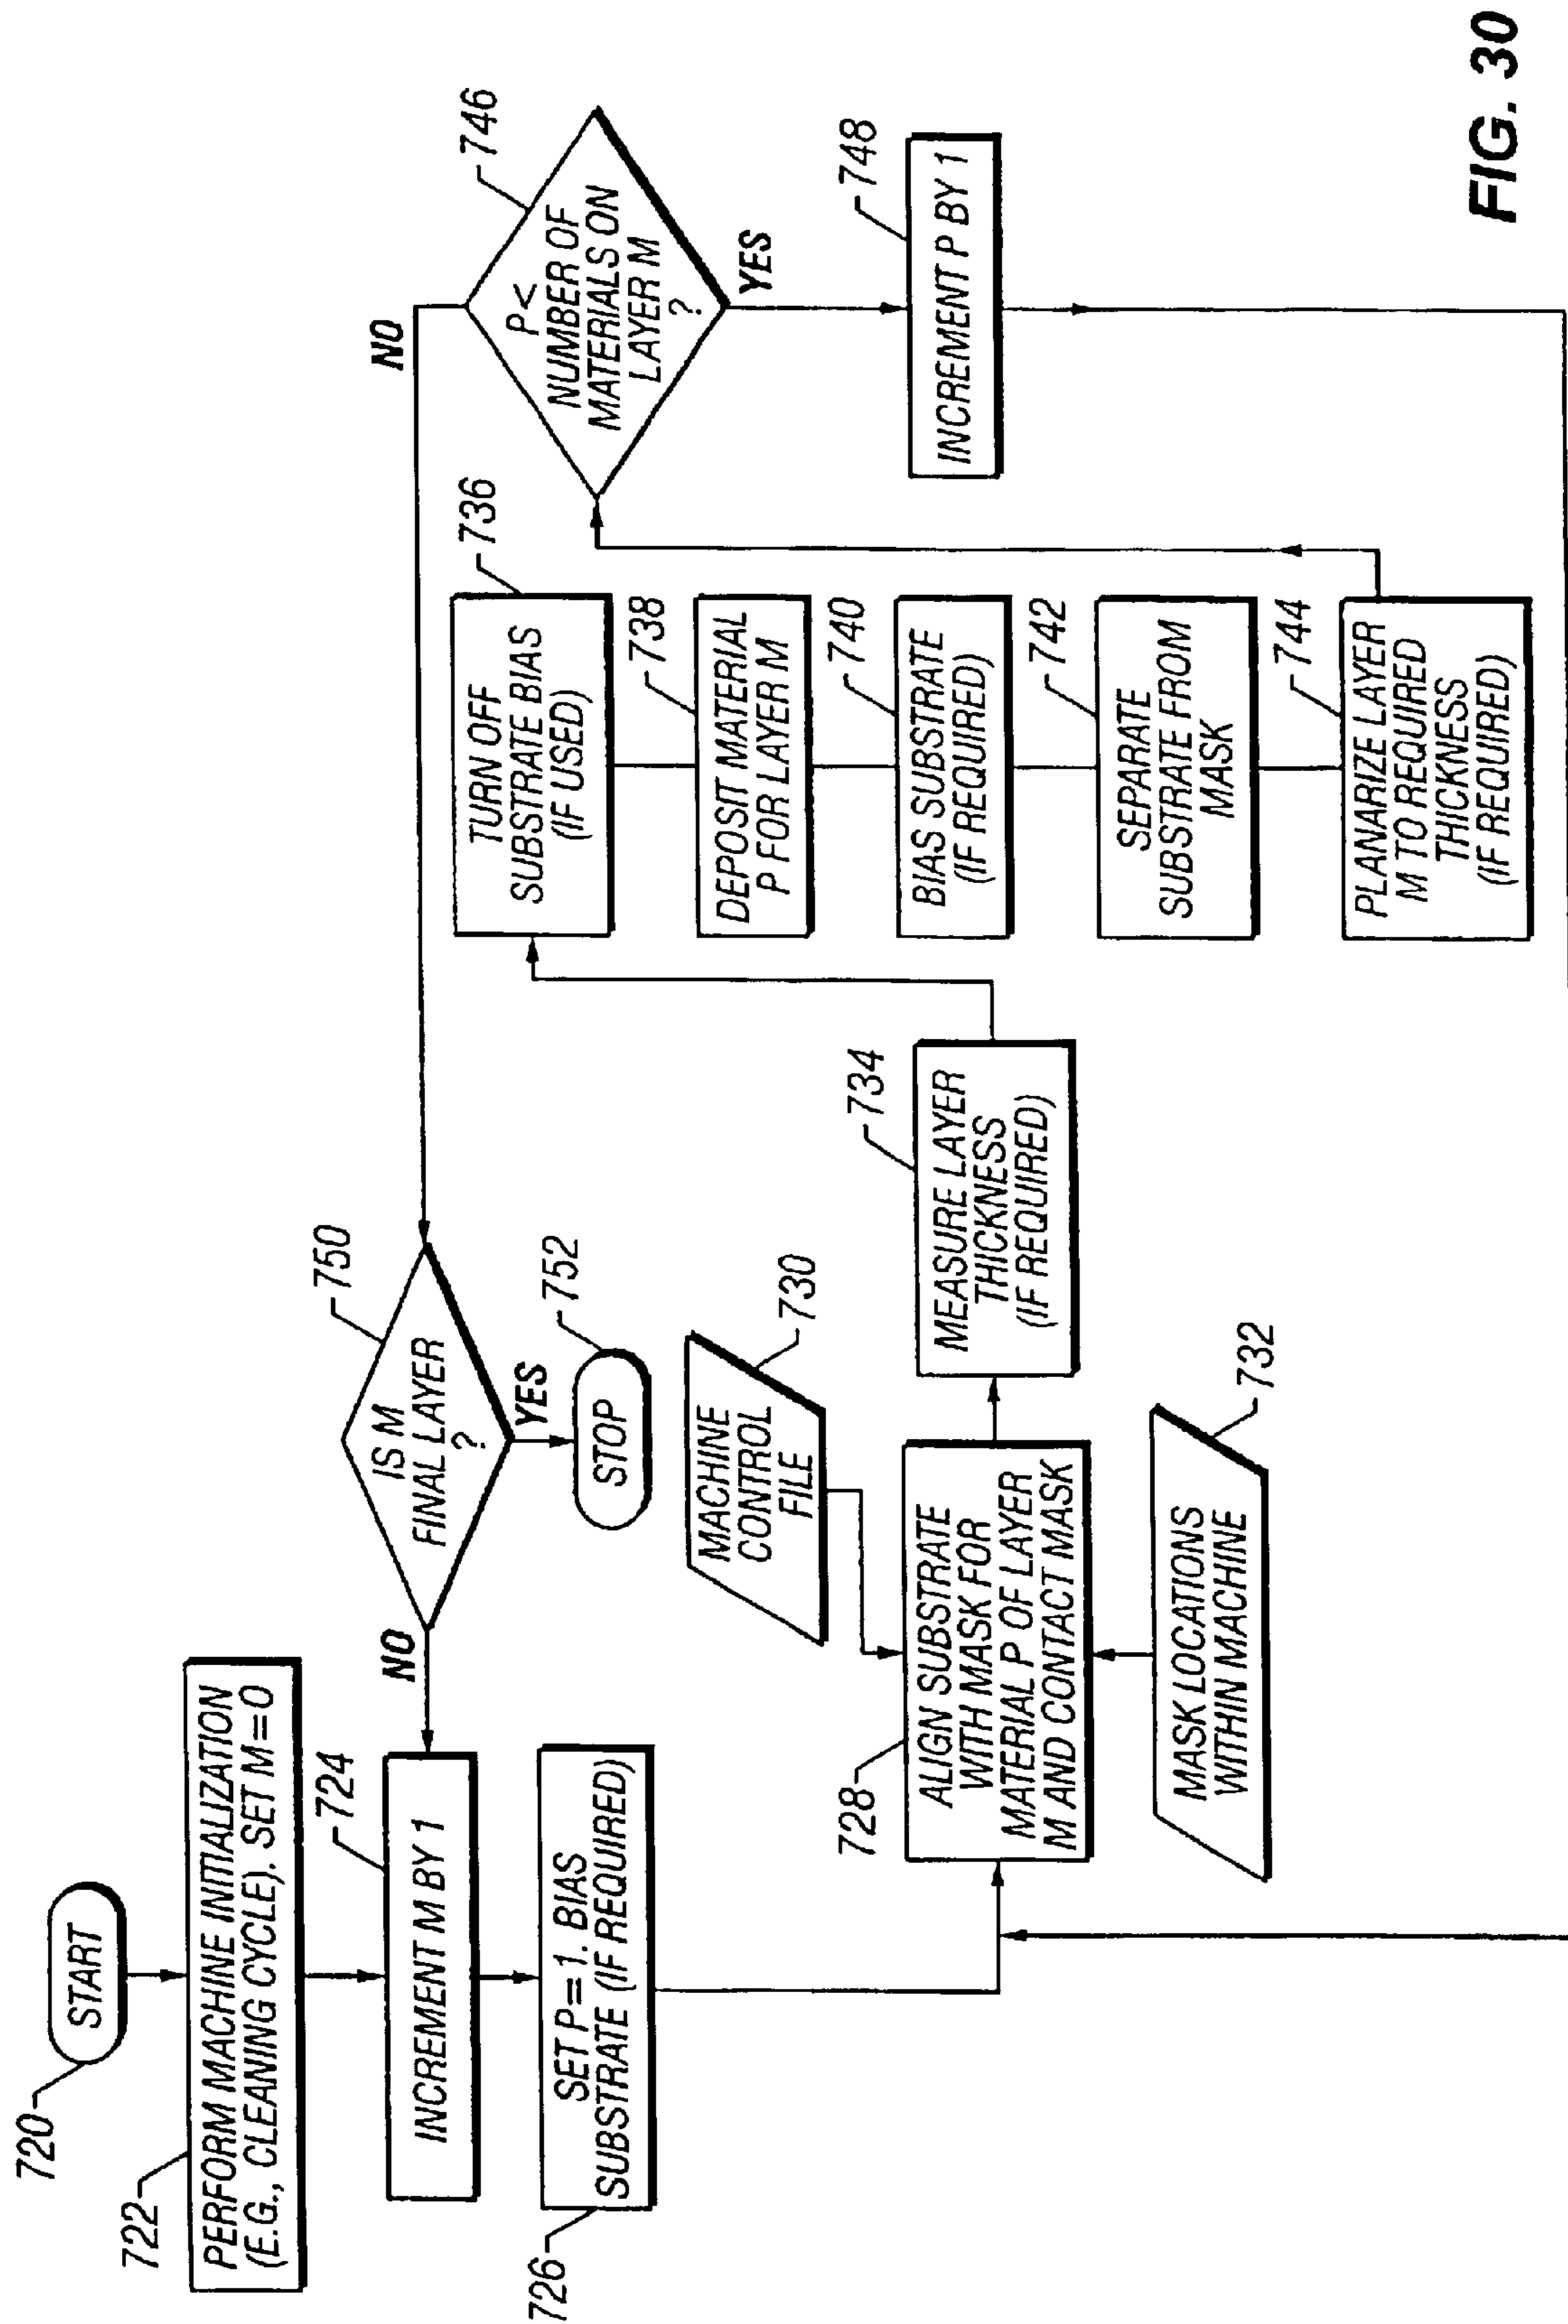 720
START
722
PERFORM MACHINE INITIALIZATION
(E.G., CLEANING CYCLE). SET M=0
724
INCREMENT M BY 1
726
SET P=1. BIAS
SUBSTRATE (IF REQUIRED)
750
IS M
FINAL LAYER
?
NO
YES
752
STOP
730
MACHINE
CONTROL
FILE
728
ALIGN SUBSTRATE
WITH MASK FOR
MATERIAL P OF LAYER
M AND CONTACT MASK
732
MASK LOCATIONS
WITHIN MACHINE
734
MEASURE LAYER
THICKNESS
(IF REQUIRED)
736
TURN OFF
SUBSTRATE BIAS
(IF USED)
738
DEPOSIT MATERIAL
P FOR LAYER M
740
BIAS SUBSTRATE
(IF REQUIRED)
742
SEPARATE
SUBSTRATE FROM
MASK
744
PLANARIZE LAYER
M TO REQUIRED
THICKNESS
(IF REQUIRED)
746
P<
NUMBER OF
MATERIALS ON
LAYER M
?
NO
YES
748
INCREMENT P BY 1
FIG. 30